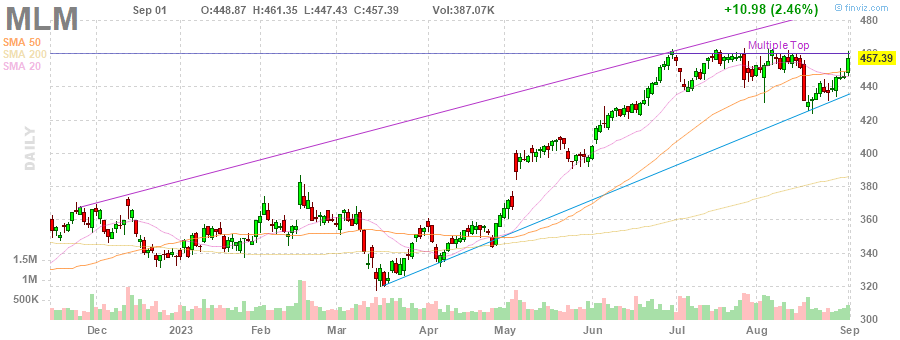 MLM
Sep 01 O:448.87 H:461.35 L:447.43 C:457.39 Vol:387.07K +10.98 (2.46%)
finviz.com
SMA 50
SMA 200
SMA 20
Multiple Top
480
457.39
440
420
400
380
360
340
320
300
DAILY
1.5M
1M
500K
Dec 2023 Feb Mar Apr May Jun Jul Aug Sep